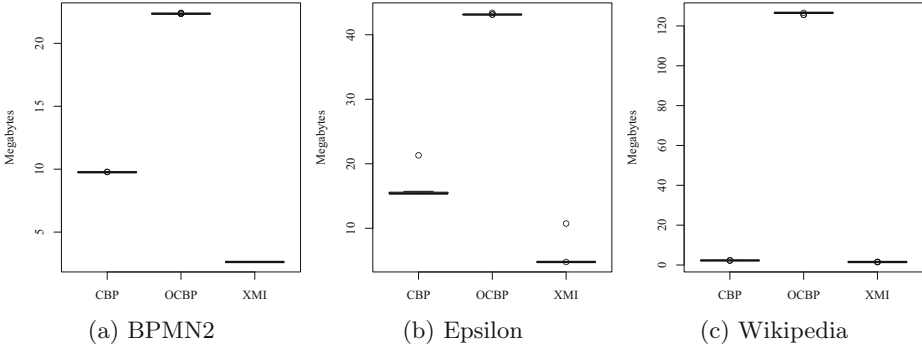 Megabytes
20
15
10
5
CBP OCBP XMI
(a) BPMN2
Megabytes
40
30
20
10
CBP OCBP XMI
(b) Epsilon
Megabytes
120
100
80
60
40
20
0
CBP OCBP XMI
(c) Wikipedia